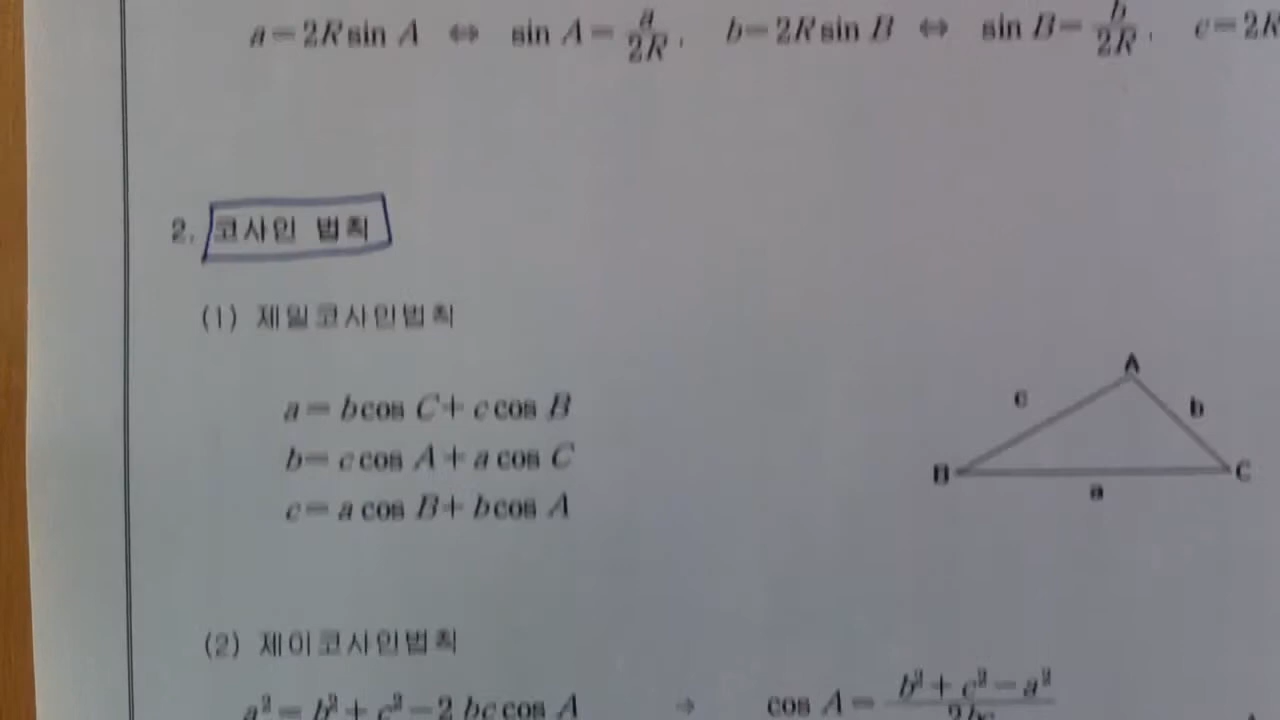 a=2R sin A ⇔ sin A= a/2R , b=2R sin B ⇔ sin B= b/2R , c=2R
2. 코사인 법칙
(1) 제일코사인법칙
a= b cos C+ c cos B
b= c cos A+ a cos C
c= a cos B+ b cos A
A
c b
B C
a
(2) 제이코사인법칙
a²= b²+ c²−2 bc cos A ⇒ cos A= b²+ c²− a²/2bc